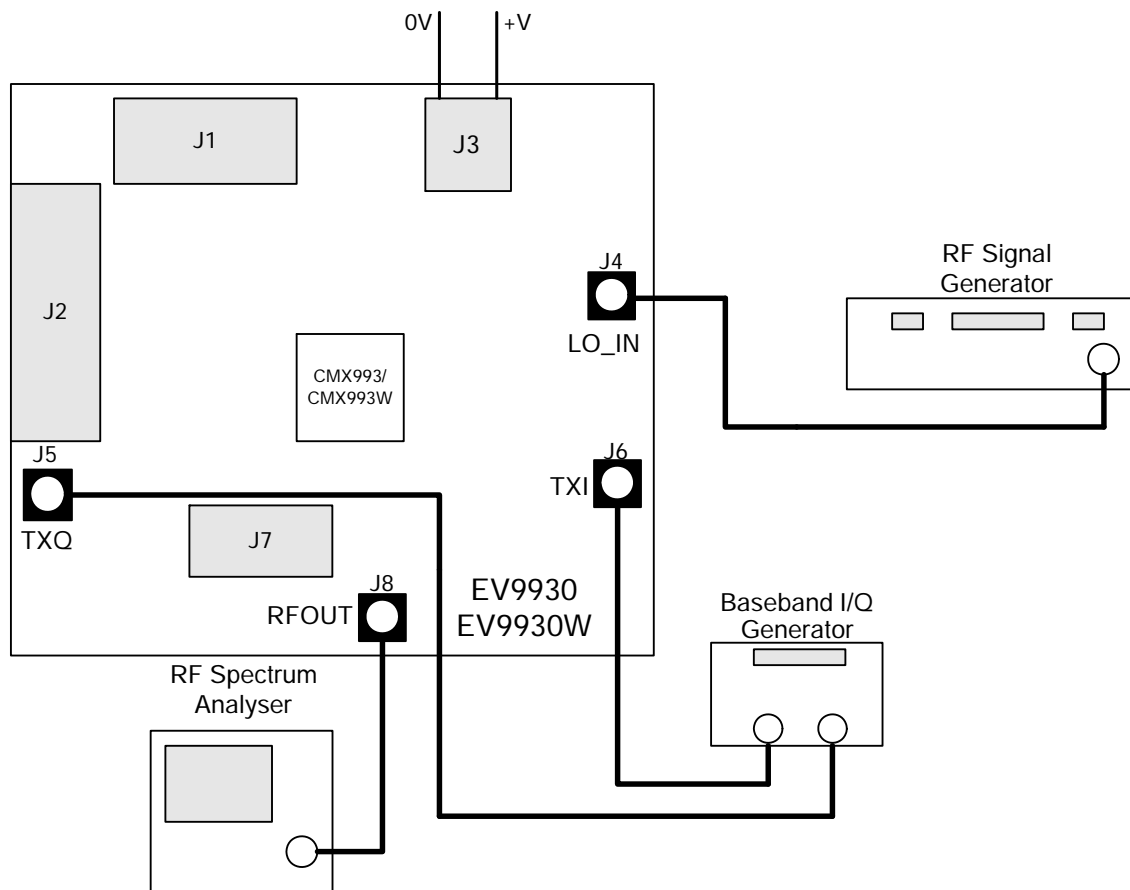 0V
+V
J1
J3
J2
J4
LO_IN
RF Signal
Generator
CMX993/
CMX993W
J5
TXQ
J6
TXI
J7
J8
RFOUT
EV9930
EV9930W
Baseband I/Q
Generator
RF Spectrum
Analyser